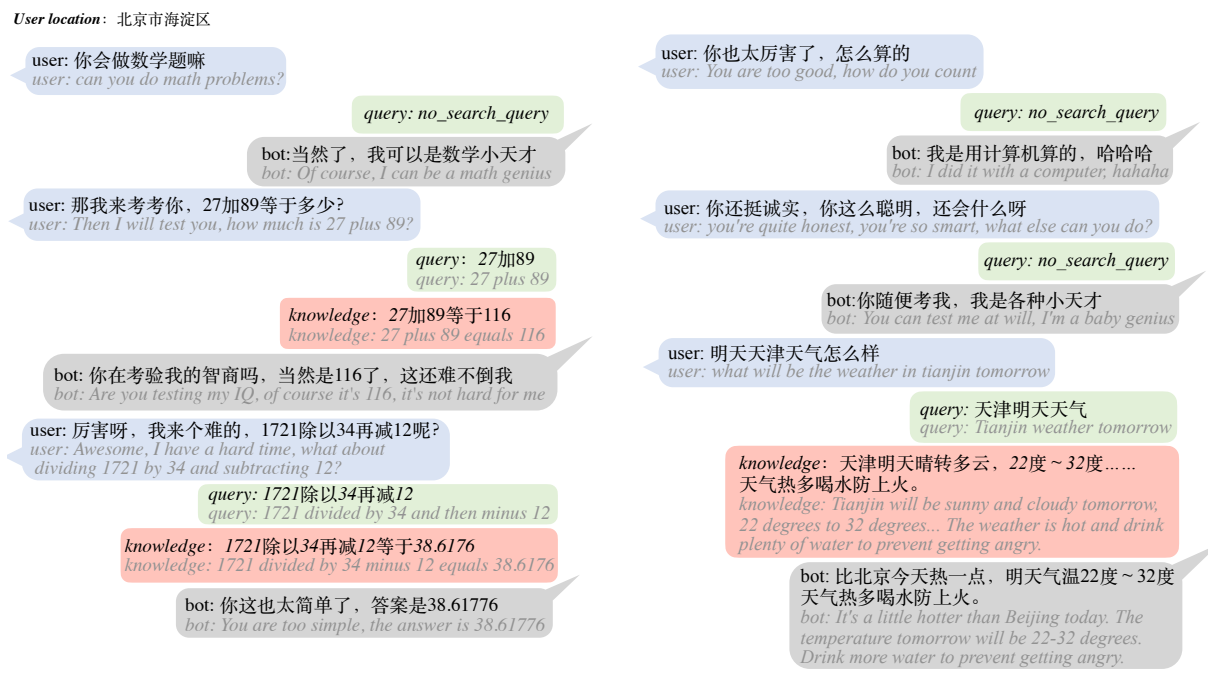 User location：北京市海淀区
user: 你会做数学题嘛
user: can you do math problems?
query: no_search_query
bot:当然了，我可以是数学小天才
bot: Of course, I can be a math genius
user: 那我来考考你，27加89等于多少?
user: Then I will test you, how much is 27 plus 89?
query：27加89
query: 27 plus 89
knowledge：27加89等于116
knowledge: 27 plus 89 equals 116
bot: 你在考验我的智商吗，当然是116了，这还难不倒我
bot: Are you testing my IQ, of course it's 116, it's not hard for me
user: 厉害呀，我来个难的，1721除以34再减12呢?
user: Awesome, I have a hard time, what about
dividing 1721 by 34 and subtracting 12?
query: 1721除以34再减12
query: 1721 divided by 34 and then minus 12
knowledge：1721除以34再减12等于38.6176
knowledge: 1721 divided by 34 minus 12 equals 38.6176
bot: 你这也太简单了，答案是38.61776
bot: You are too simple, the answer is 38.61776
user: 你也太厉害了，怎么算的
user: You are too good, how do you count
query: no_search_query
bot: 我是用计算机算的，哈哈哈
bot: I did it with a computer, hahaha
user: 你还挺诚实，你这么聪明，还会什么呀
user: you're quite honest, you're so smart, what else can you do?
query: no_search_query
bot:你随便考我，我是各种小天才
bot: You can test me at will, I'm a baby genius
user: 明天天津天气怎么样
user: what will be the weather in tianjin tomorrow
query: 天津明天天气
query: Tianjin weather tomorrow
knowledge：天津明天晴转多云，22度 ~ 32度……
天气热多喝水防上火。
knowledge: Tianjin will be sunny and cloudy tomorrow,
22 degrees to 32 degrees... The weather is hot and drink
plenty of water to prevent getting angry.
bot: 比北京今天热一点，明天气温22度 ~ 32度
天气热多喝水防上火。
bot: It's a little hotter than Beijing today. The
temperature tomorrow will be 22-32 degrees.
Drink more water to prevent getting angry.